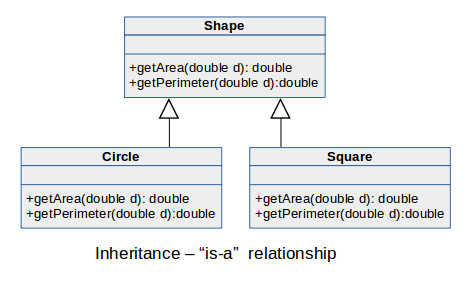 Shape
+getArea(double d): double
+getPerimeter(double d):double
Circle
+getArea(double d): double
+getPerimeter(double d):double
Square
+getArea(double d): double
+getPerimeter(double d):double
Inheritance – “is-a” relationship